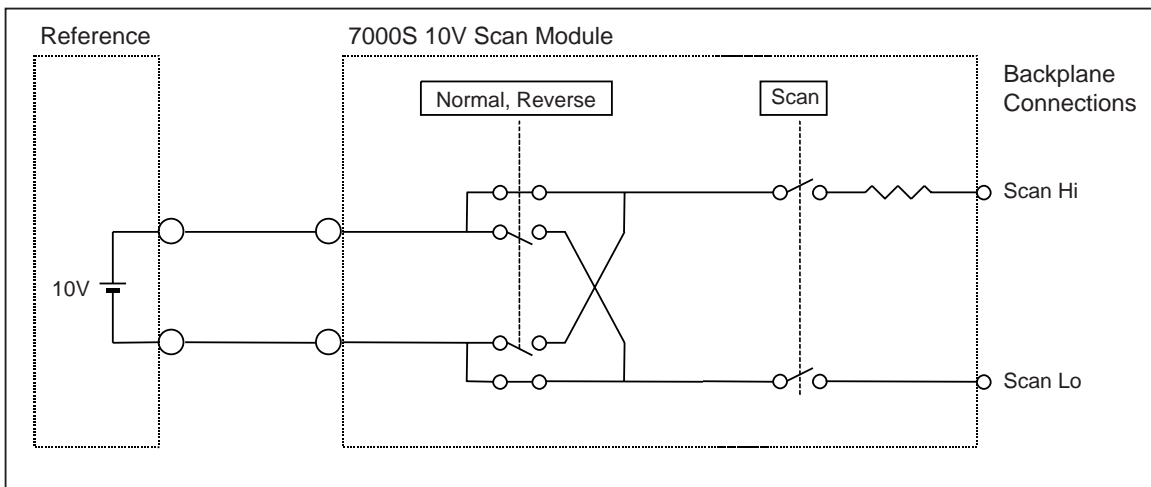 Reference
7000S 10V Scan Module
Backplane
Connections
Normal, Reverse
Scan
Scan Hi
10V
Scan Lo